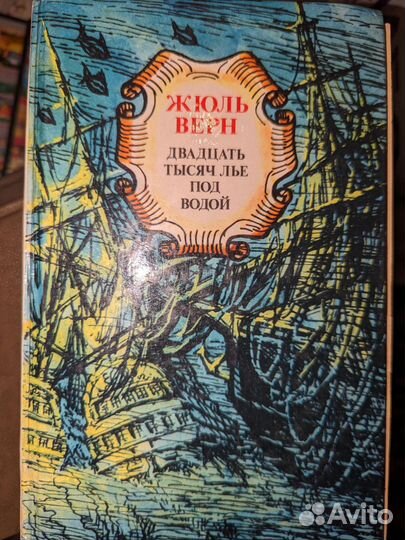 ЖЮЛЬ
ВЕРН
ДВАДЦАТЬ
ТЫСЯЧ ЛЬЕ
ПОД
ВОДОЙ
Avito